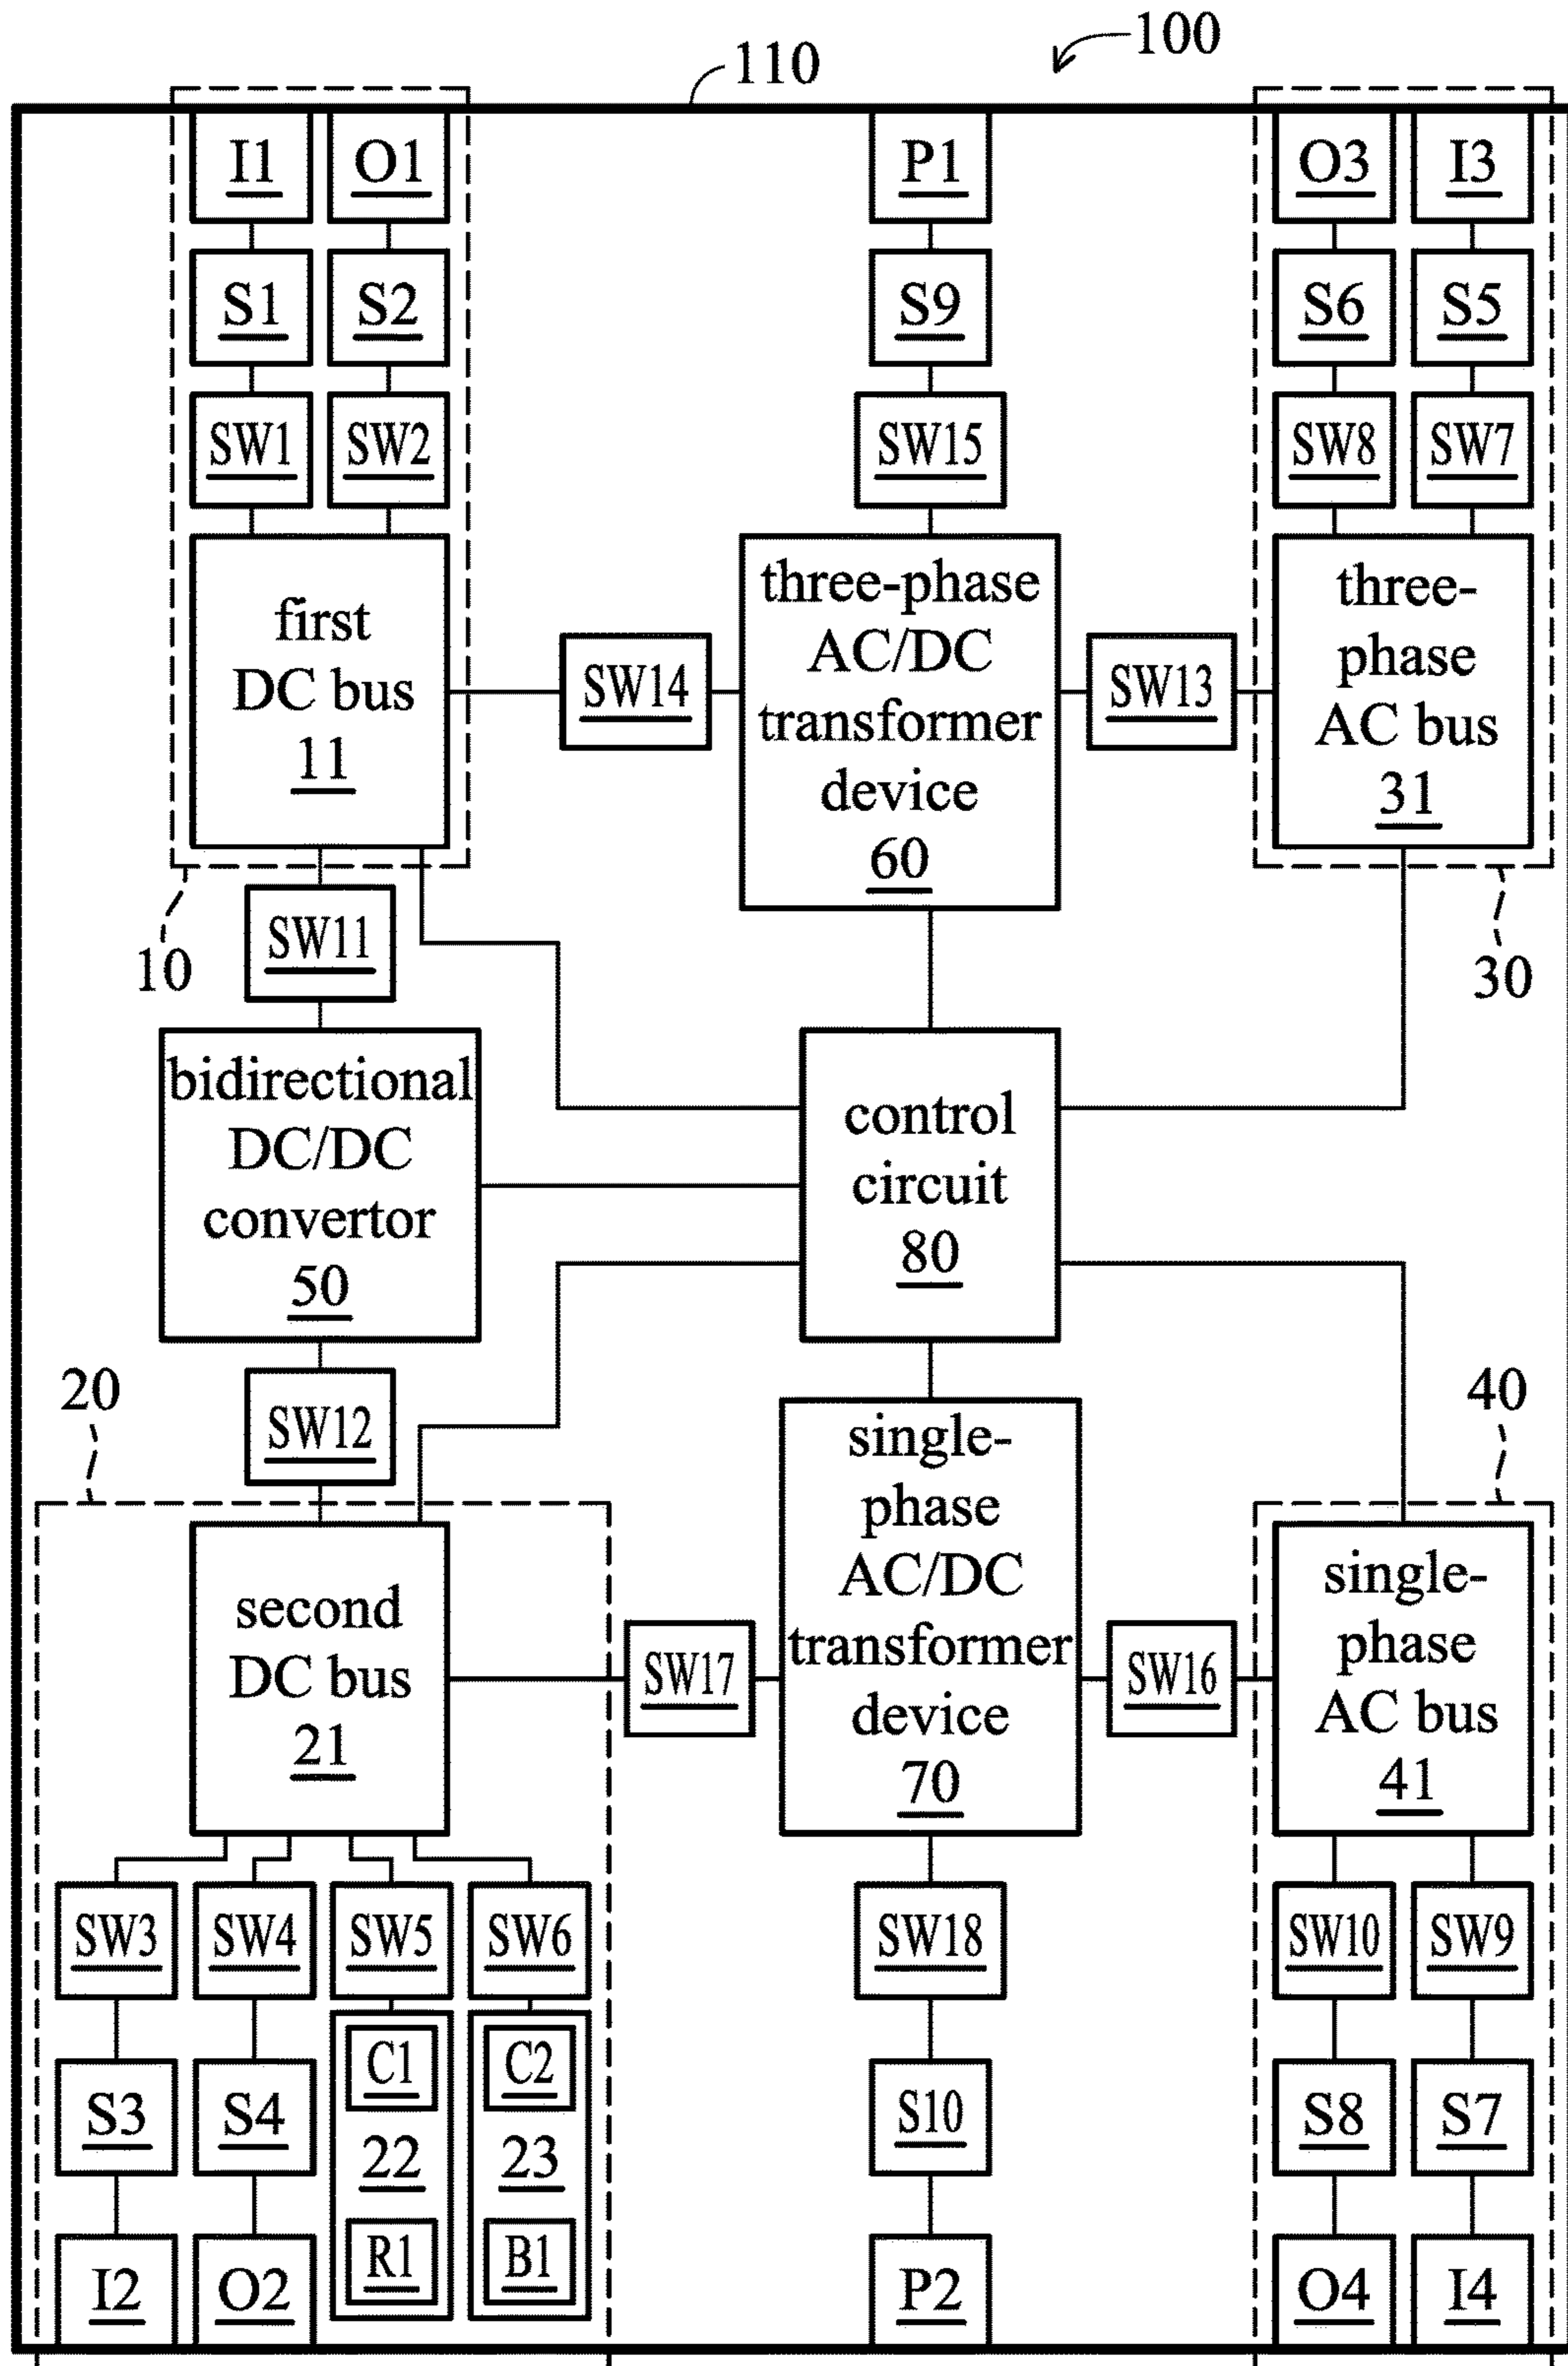 100
110
I1
O1
P1
O3
I3
S1
S2
S9
S6
S5
SW1
SW2
SW15
SW8
SW7
first
DC bus
11
SW14
three-phase
AC/DC
transformer
device
60
SW13
three-
phase
AC bus
31
10
SW11
30
bidirectional
DC/DC
convertor
50
control
circuit
80
20
SW12
40
second
DC bus
21
SW17
single-
phase
AC/DC
transformer
device
70
SW16
single-
phase
AC bus
41
SW3
SW4
SW5
SW6
SW18
SW10
SW9
C1
C2
S3
S4
22
23
S10
S8
S7
R1
B1
I2
O2
P2
O4
I4